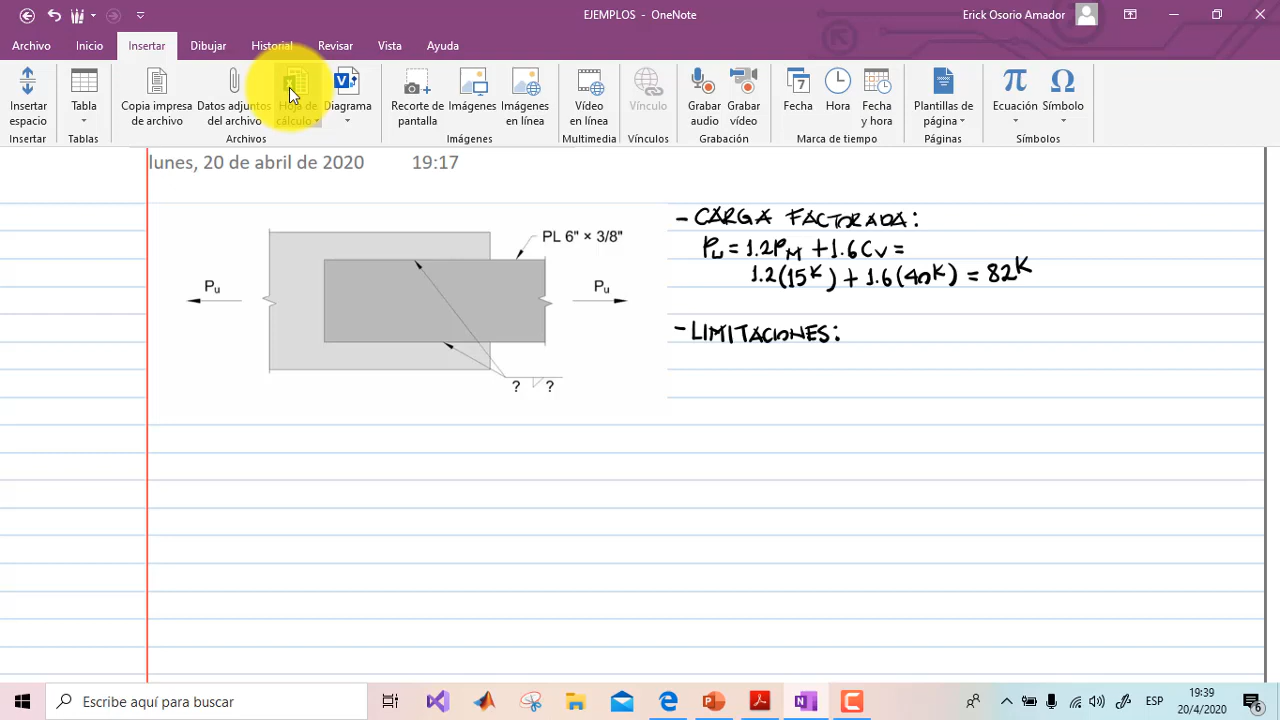 EJEMPLOS - OneNote
Erick Osorio Amador
Archivo
Inicio
Insertar
Dibujar
Historial
Revisar
Vista
Ayuda
Insertar espacio
Tabla
Copia impresa de archivo
Datos adjuntos del archivo
Hoja de cálculo
Diagrama
Recorte de pantalla
Imágenes
Imágenes en línea
Vídeo en línea
Vínculo
Grabar audio
Grabar vídeo
Fecha
Hora
Fecha y hora
Plantillas de página
Ecuación
Símbolo
Insertar
Tablas
Archivos
Imágenes
Multimedia
Vínculos
Grabación
Marca de tiempo
Páginas
Símbolos
lunes, 20 de abril de 2020 19:17
PL 6" × 3/8"
Pu
Pu
? ?
- CARGA FACTORADA:
Pu = 1.2PM + 1.6CV =
1.2(15K) + 1.6(40K) = 82K
- LIMITACIONES:
Escribe aquí para buscar
ESP
19:39
20/4/2020
6